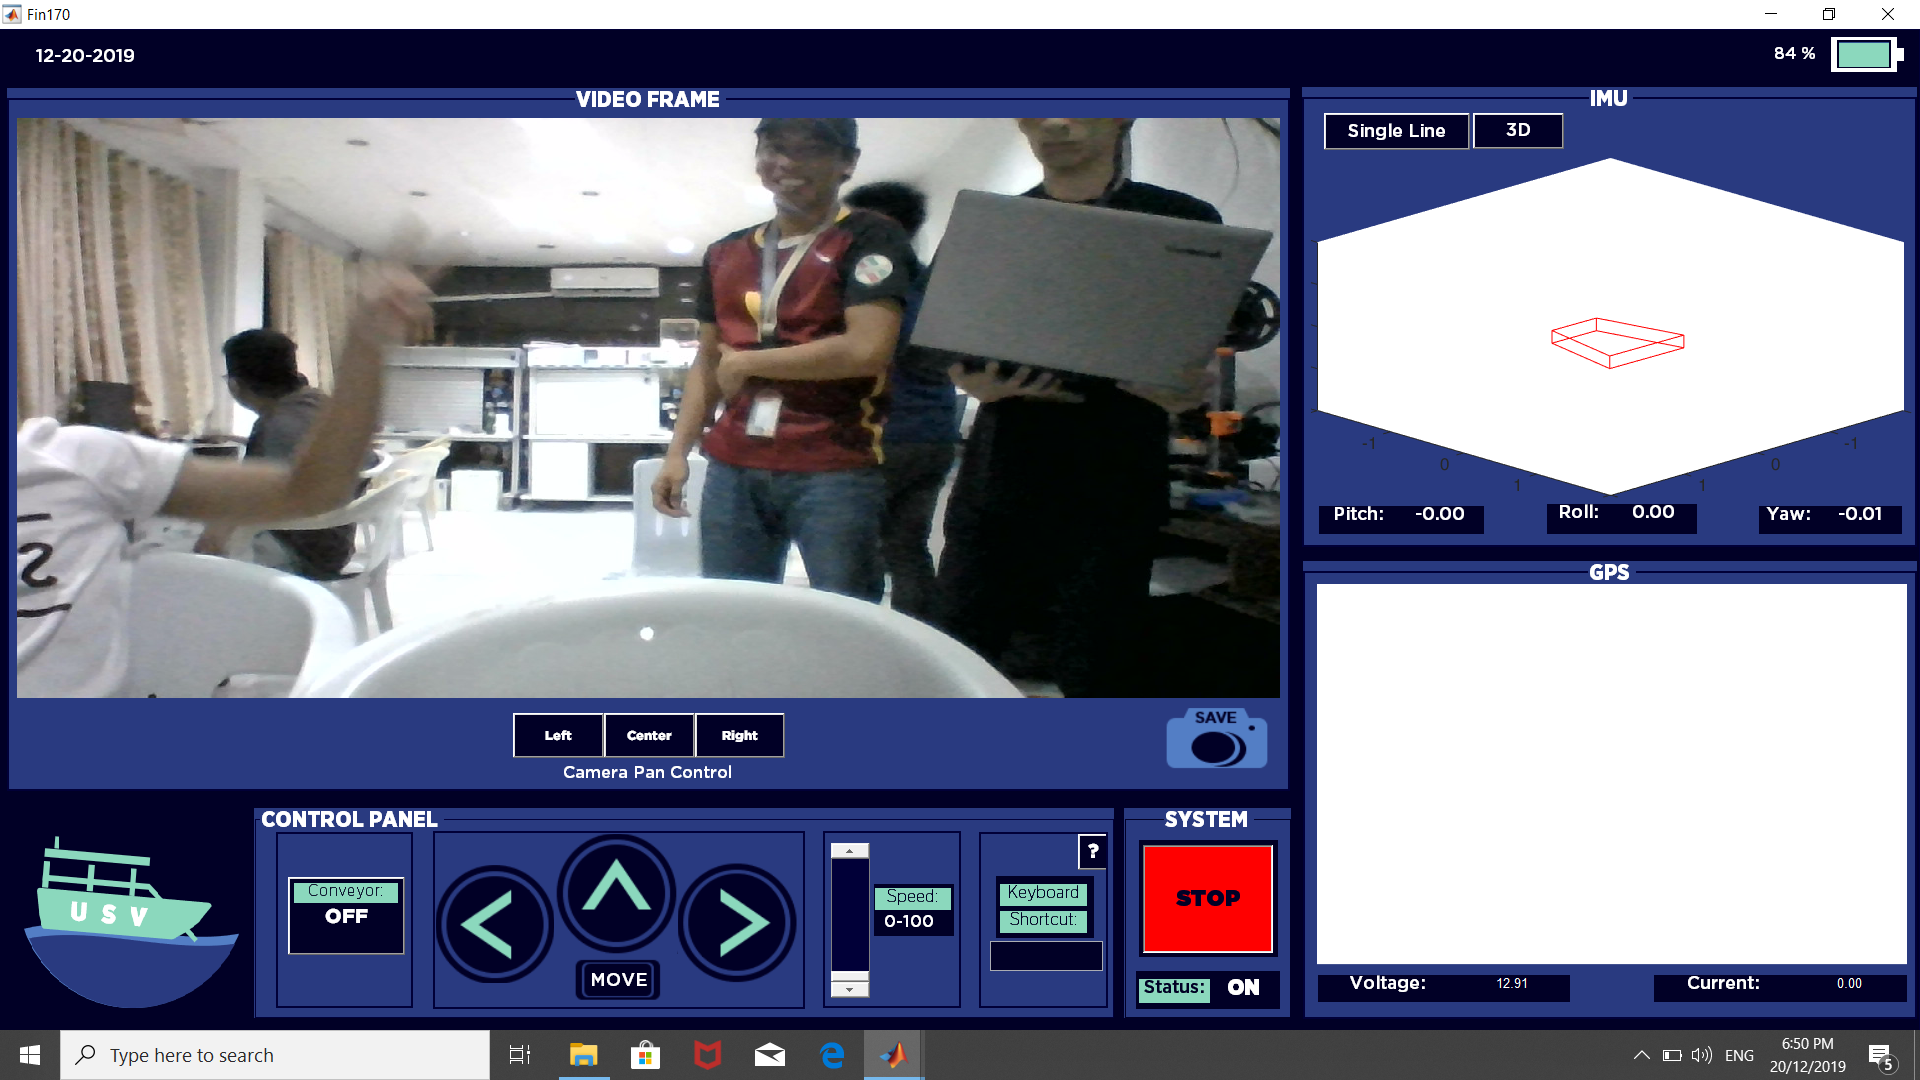 Fin170
12-20-2019
84 %
VIDEO FRAME
IMU
Single Line
3D
-1
0
1
1
0
-1
Pitch: -0.00
Roll: 0.00
Yaw: -0.01
GPS
SAVE
Left
Center
Right
Camera Pan Control
CONTROL PANEL
SYSTEM
Conveyor:
OFF
MOVE
Speed:
0-100
?
Keyboard
Shortcut:
STOP
Status: ON
Voltage: 12.91
Current: 0.00
U S V
Type here to search
ENG
6:50 PM
20/12/2019
5